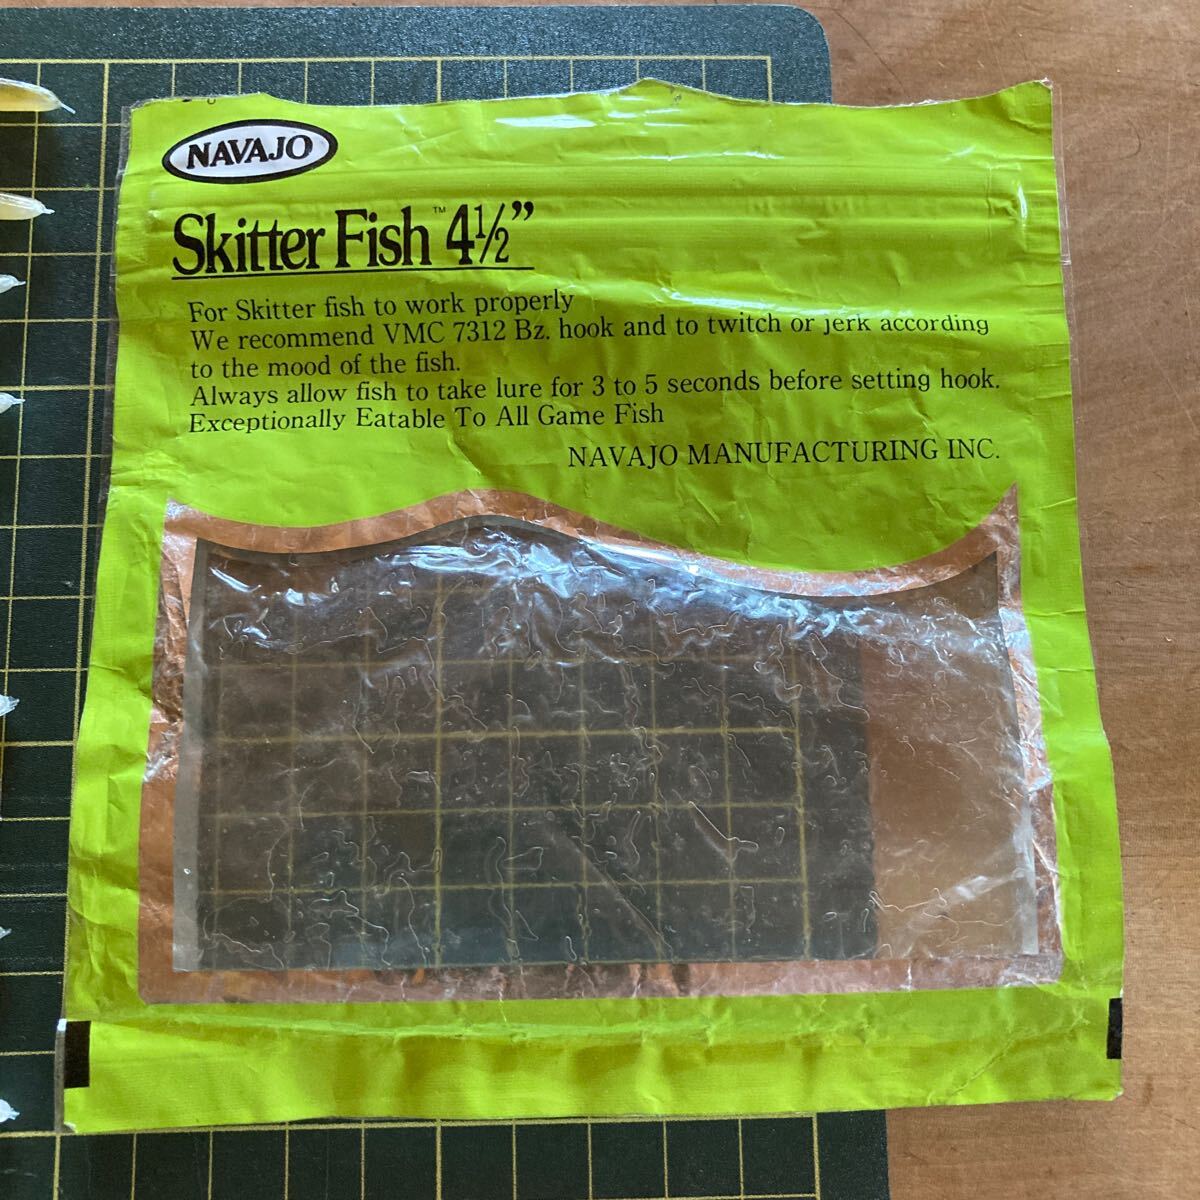 NAVAJO
Skitter Fish™ 4½”
For Skitter fish to work properly
We recommend VMC 7312 Bz. hook and to twitch or jerk according
to the mood of the fish.
Always allow fish to take lure for 3 to 5 seconds before setting hook.
Exceptionally Eatable To All Game Fish
NAVAJO MANUFACTURING INC.